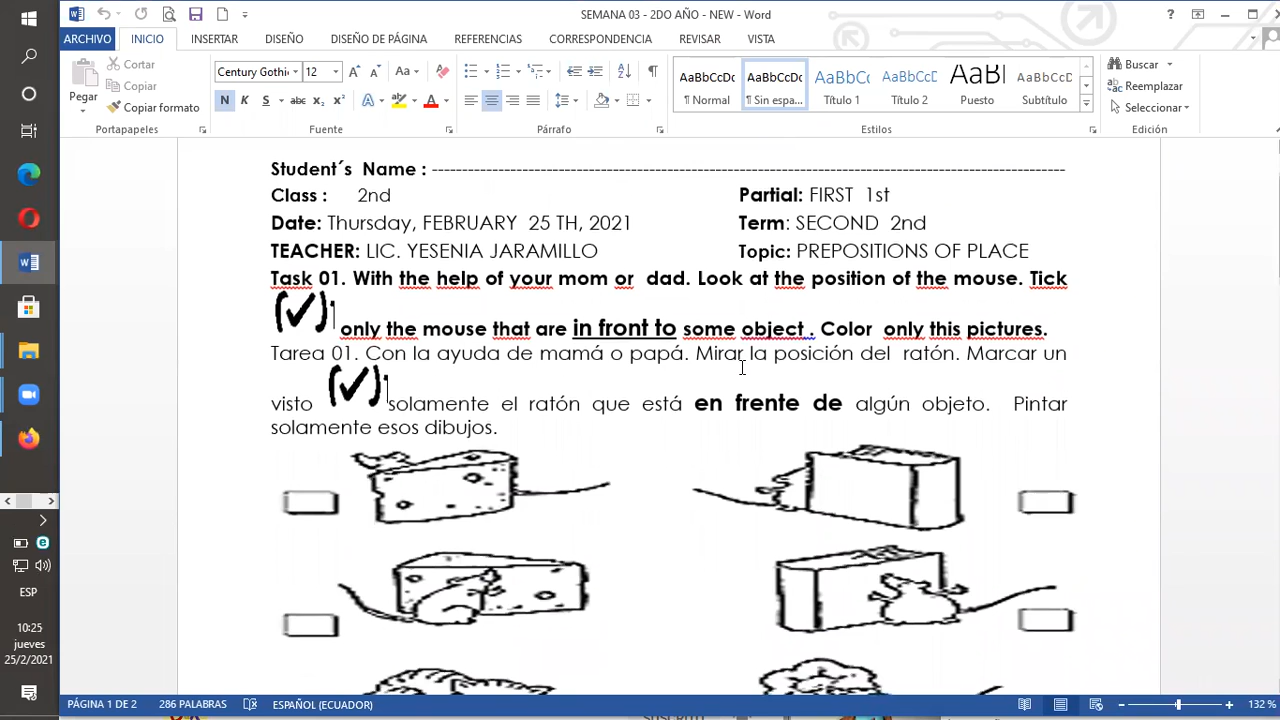 SEMANA 03 - 2DO AÑO - NEW - Word
ARCHIVO INICIO INSERTAR DISEÑO DISEÑO DE PÁGINA REFERENCIAS CORRESPONDENCIA REVISAR VISTA
Pegar
Cortar
Copiar
Copiar formato
Portapapeles
Century Gothi 12
N K S abc x₂ x²
Fuente
Párrafo
AaBbCcDc AaBbCcDc AaBbCc AaBbCcC AaBl AaBbCcD
¶ Normal ¶ Sin espa... Título 1 Título 2 Puesto Subtítulo
Estilos
Buscar
Reemplazar
Seleccionar
Edición
Student´s Name : ----------------------------------------------------------------------------------------------------------
Class : 2nd Partial: FIRST 1st
Date: Thursday, FEBRUARY 25 TH, 2021 Term: SECOND 2nd
TEACHER: LIC. YESENIA JARAMILLO Topic: PREPOSITIONS OF PLACE
Task 01. With the help of your mom or dad. Look at the position of the mouse. Tick
(✓) only the mouse that are in front to some object . Color only this pictures.
Tarea 01. Con la ayuda de mamá o papá. Mirar la posición del ratón. Marcar un
visto (✓) solamente el ratón que está en frente de algún objeto. Pintar
solamente esos dibujos.
ESP
10:25
jueves
25/2/2021
PÁGINA 1 DE 2 286 PALABRAS ESPAÑOL (ECUADOR) 132 %